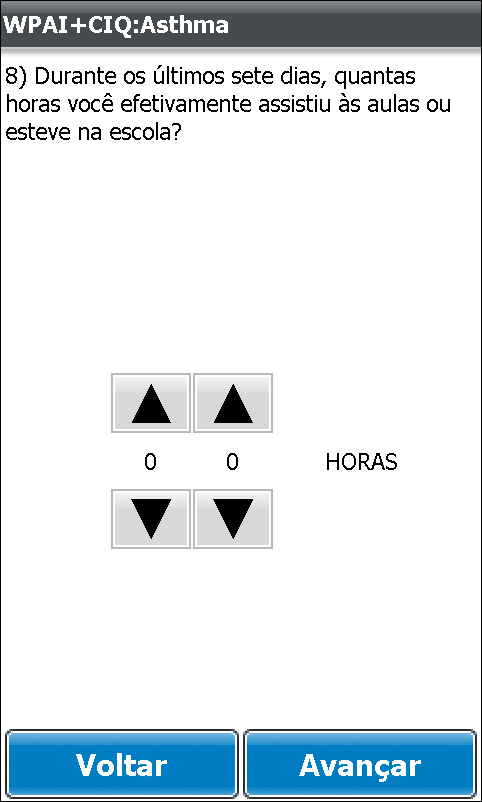 WPAI+CIQ:Asthma
8) Durante os últimos sete dias, quantas
horas você efetivamente assistiu às aulas ou
esteve na escola?
0 0 HORAS
Voltar Avançar